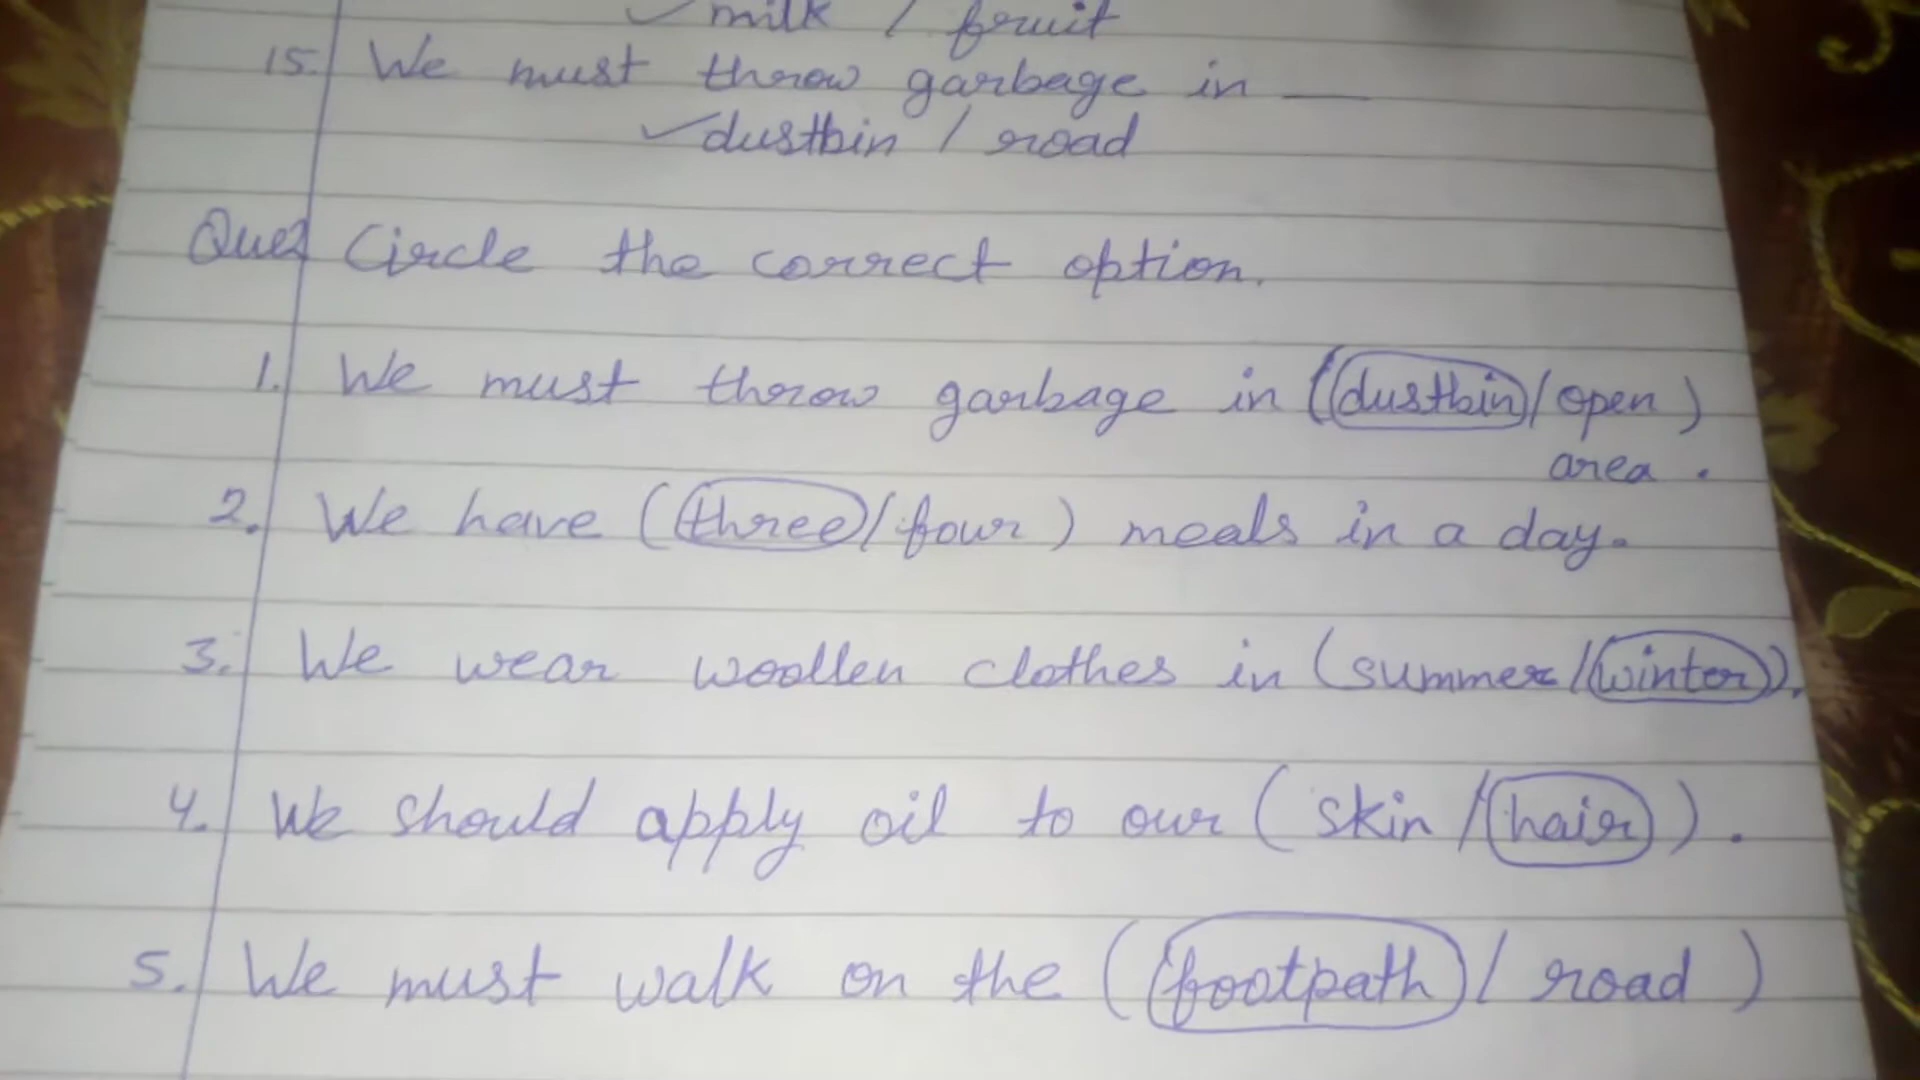 ✓milk / fruit
15. We must throw garbage in —
✓dustbin / road
Que2 Circle the correct option.
1. We must throw garbage in (dustbin/open)
area.
2. We have (three/four) meals in a day.
3. We wear woollen clothes in (summer/winter).
4. We should apply oil to our (skin/hair).
5. We must walk on the (footpath/road)